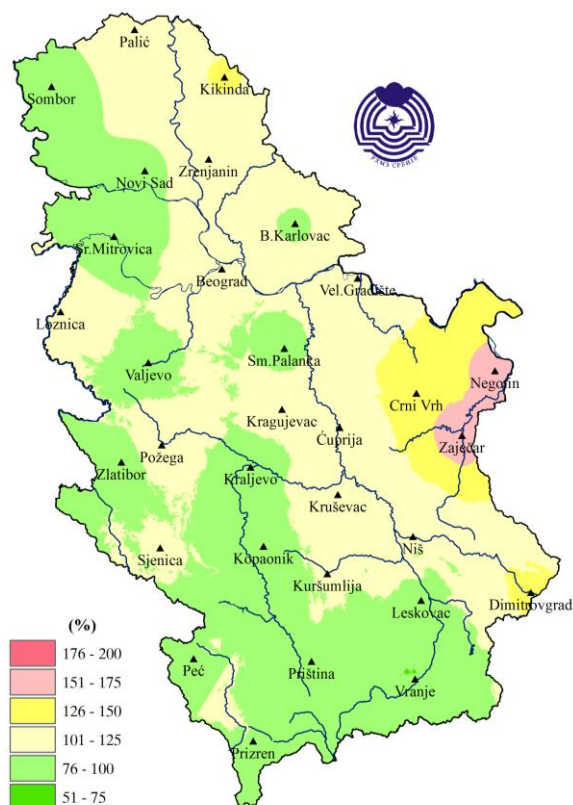 Palić
Kikinda
Sombor
Zrenjanin
Novi Sad
B.Karlovac
Sr.Mitrovica
Beograd
Vel.Gradište
Loznica
Valjevo
Sm.Palanka
Negotin
Crni Vrh
Kragujevac
Ćuprija
Zaječar
Požega
Zlatibor
Kraljevo
Kruševac
Niš
Sjenica
Kopaonik
Kuršumlija
Dimitrovgrad
Leskovac
Peć
Priština
Vranje
Prizren
РХМЗ СРБИЈЕ
(%)
176 - 200
151 - 175
126 - 150
101 - 125
76 - 100
51 - 75